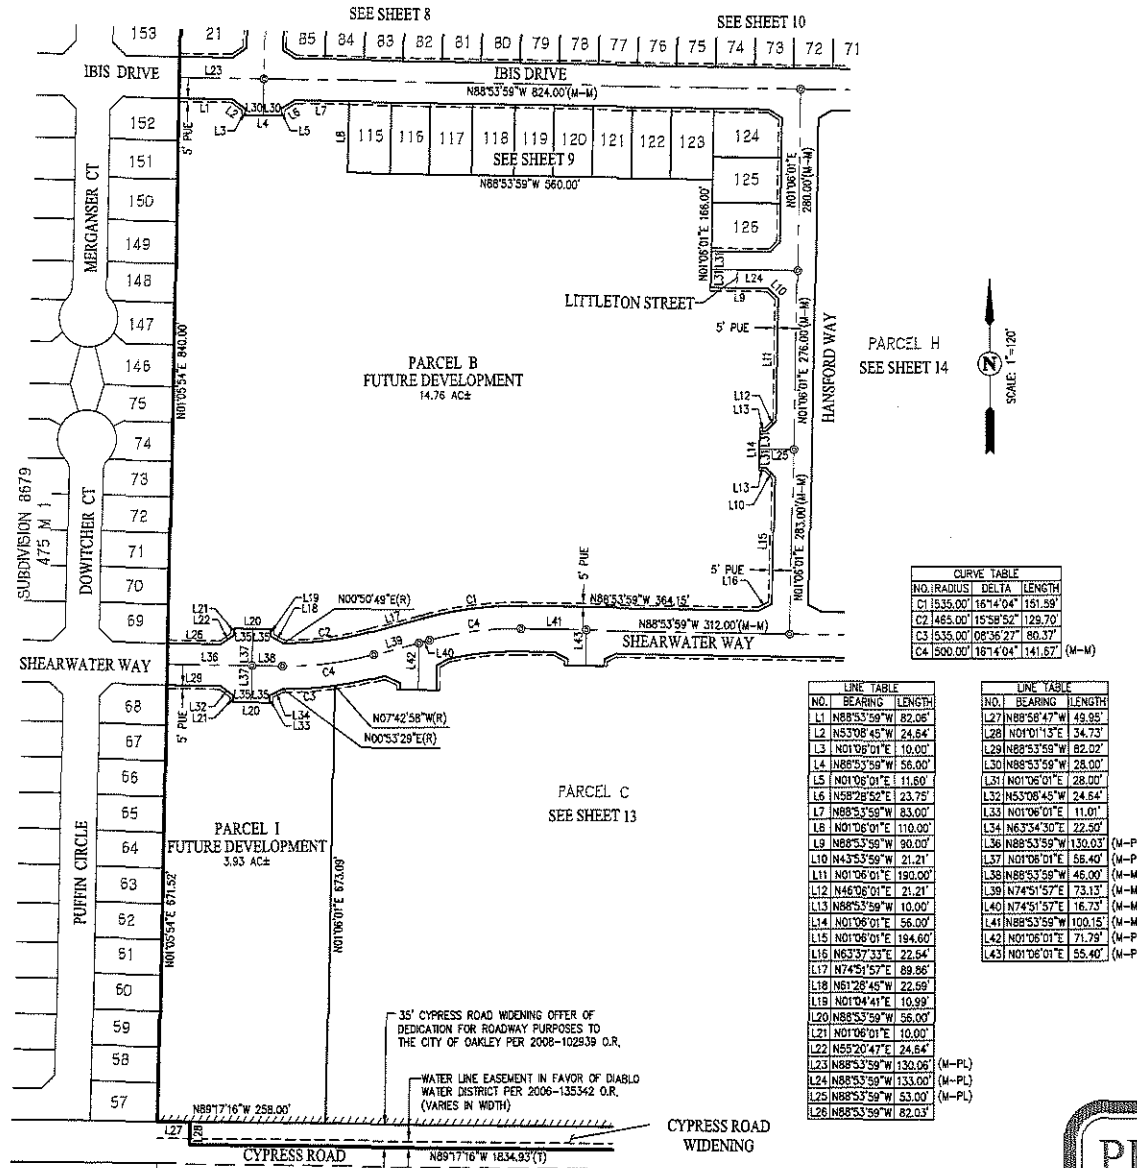 SEE SHEET 8
SEE SHEET 10
153
21
85 84 83 82 81 80 79 78 77 76 75 74 73 72 71
IBIS DRIVE
L23
IBIS DRIVE
N88°53'59"W 824.00'(M-M)
L1 L2 L30 L30 L6 L7
L3 L4 L5
5' PUE
L8
115 116 117 118 119 120 121 122 123 124
SEE SHEET 9
N88°53'59"W 560.00'
125
126
N01°06'01"E 280.00'(M-M)
N01°06'01"E 166.00'
L31 L31
L24
L9
L10
LITTLETON STREET
5' PUE
N01°06'01"E 276.00'(M-M)
HANSFORD WAY
PARCEL H
SEE SHEET 14
N
SCALE: 1"=120'
152
151
150
149
148
147
146
75
74
73
72
71
70
69
MERGANSER CT
DOWITCHER CT
SUBDIVISION 8679
475 M 1
N01°05'54"E 840.00'
PARCEL B
FUTURE DEVELOPMENT
14.76 AC±
L11
L12
L13
L14
L31
L31
L25
L13
L10
N01°06'01"E 283.00'(M-M)
L15
5' PUE
L16
5' PUE
L21 L20 L19
L22 L18
L26 L35 L35
N00°50'49"E(R)
C2 L17 C1
N88°53'59"W 364.15'
N88°53'59"W 312.00'(M-M)
SHEARWATER WAY
SHEARWATER WAY
L36 L37 L38 C4 L39 L40 L41 L42 L43 C4
L29 L37
L32 L35 L35 L34 C3
L21 L20 L33
5' PUE
N07°42'58"W(R)
N00°53'29"E(R)
68
67
66
65
64
63
62
61
60
59
58
57
PUFFIN CIRCLE
N01°05'54"E 671.52'
PARCEL I
FUTURE DEVELOPMENT
3.93 AC±
N01°06'01"E 673.09'
PARCEL C
SEE SHEET 13
35' CYPRESS ROAD WIDENING OFFER OF
DEDICATION FOR ROADWAY PURPOSES TO
THE CITY OF OAKLEY PER 2008-102939 O.R.
WATER LINE EASEMENT IN FAVOR OF DIABLO
WATER DISTRICT PER 2006-135342 O.R.
(VARIES IN WIDTH)
N89°17'16"W 258.00'
L27 L28
CYPRESS ROAD
N89°17'16"W 1834.93'(T)
CYPRESS ROAD
WIDENING
CURVE TABLE
NO. RADIUS DELTA LENGTH
C1 535.00' 16°14'04" 151.59'
C2 465.00' 15°58'52" 129.70'
C3 535.00' 08°36'27" 80.37'
C4 500.00' 16°14'04" 141.67' (M-M)
LINE TABLE
NO. BEARING LENGTH
L1 N88°53'59"W 82.06'
L2 N53°08'45"W 24.64'
L3 N01°06'01"E 10.00'
L4 N88°53'59"W 56.00'
L5 N01°06'01"E 11.60'
L6 N58°28'52"E 23.75'
L7 N88°53'59"W 83.00'
L8 N01°06'01"E 110.00'
L9 N88°53'59"W 90.00'
L10 N43°53'59"W 21.21'
L11 N01°06'01"E 190.00'
L12 N46°06'01"E 21.21'
L13 N88°53'59"W 10.00'
L14 N01°06'01"E 56.00'
L15 N01°06'01"E 194.60'
L16 N63°37'33"E 22.54'
L17 N74°51'57"E 89.86'
L18 N61°28'45"W 22.59'
L19 N01°04'41"E 10.99'
L20 N88°53'59"W 56.00'
L21 N01°06'01"E 10.00'
L22 N55°20'47"E 24.64'
L23 N88°53'59"W 130.06' (M-PL)
L24 N88°53'59"W 133.00' (M-PL)
L25 N88°53'59"W 53.00' (M-PL)
L26 N88°53'59"W 82.03'
LINE TABLE
NO. BEARING LENGTH
L27 N88°58'47"W 49.95'
L28 N01°01'13"E 34.73'
L29 N88°53'59"W 82.02'
L30 N88°53'59"W 28.00'
L31 N01°06'01"E 28.00'
L32 N53°08'45"W 24.64'
L33 N01°06'01"E 11.01'
L34 N63°34'30"E 22.50'
L36 N88°53'59"W 130.03' (M-P
L37 N01°06'01"E 56.40' (M-P
L38 N88°53'59"W 46.00' (M-M
L39 N74°51'57"E 73.13' (M-M
L40 N74°51'57"E 16.73' (M-M
L41 N88°53'59"W 100.15' (M-P
L42 N01°06'01"E 71.79' (M-P
L43 N01°06'01"E 55.40' (M-P